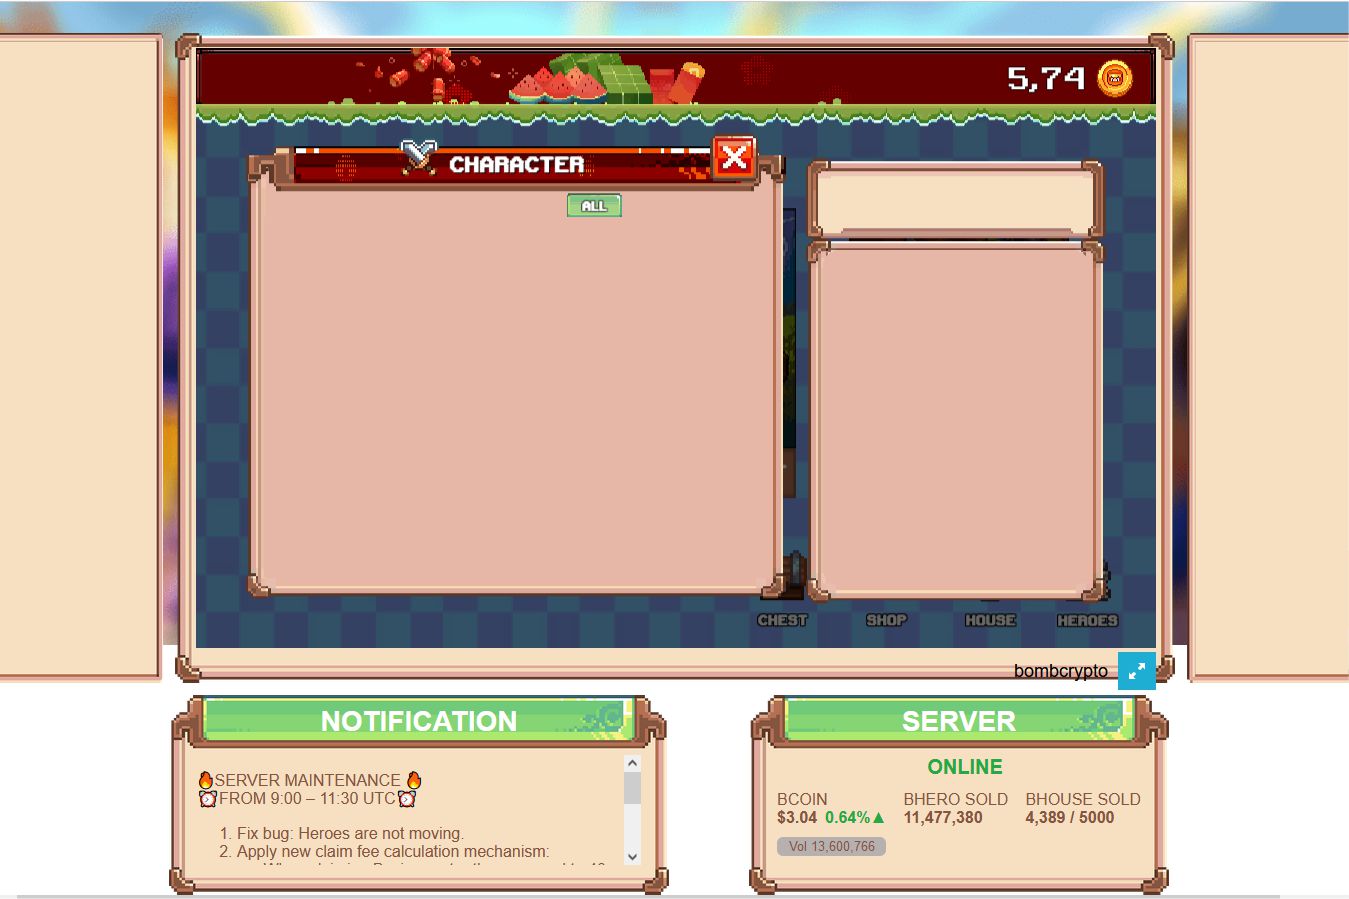 5,74
CHARACTER
ALL
CHEST
SHOP
HOUSE
HEROES
bombcrypto
NOTIFICATION
🔥SERVER MAINTENANCE 🔥
⏰FROM 9:00 – 11:30 UTC⏰
1. Fix bug: Heroes are not moving.
2. Apply new claim fee calculation mechanism:
SERVER
ONLINE
BCOIN
$3.04 0.64%▲
BHERO SOLD
11,477,380
BHOUSE SOLD
4,389 / 5000
Vol 13,600,766